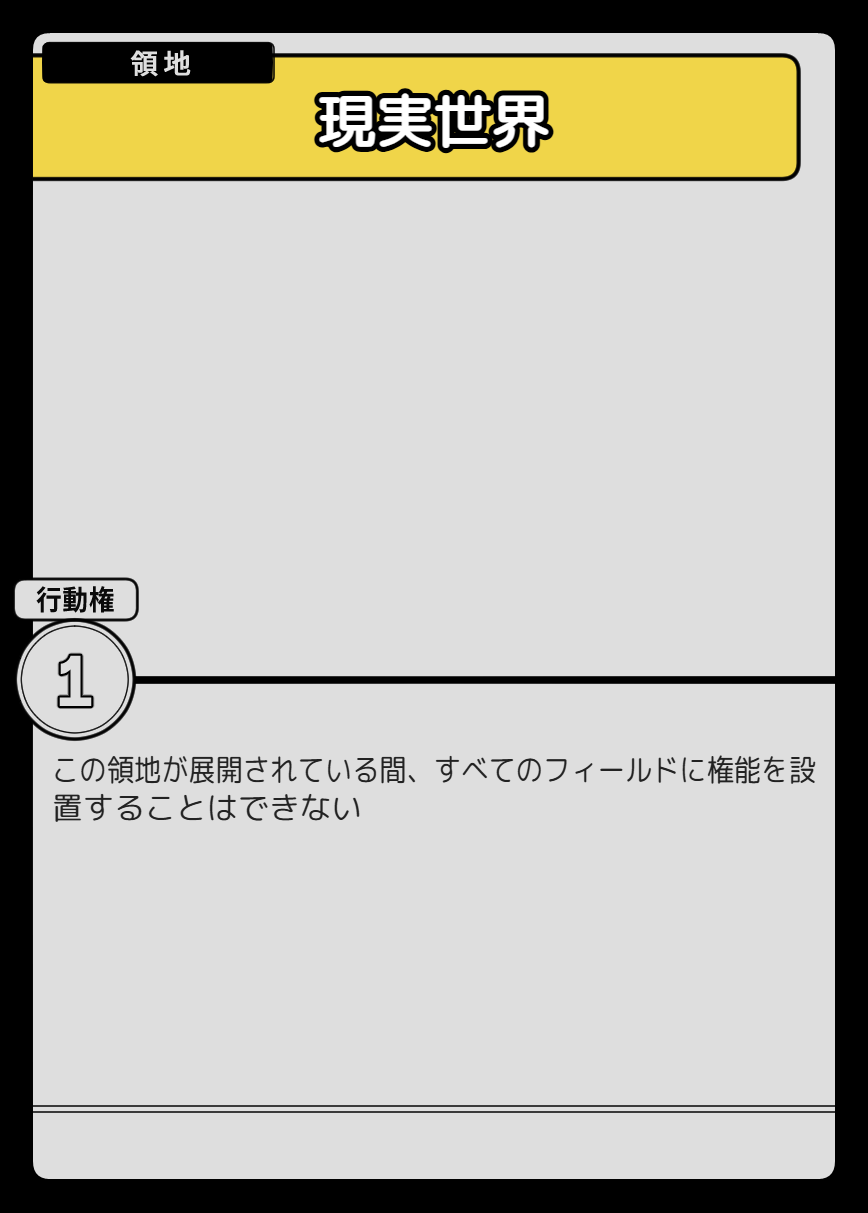 領地
現実世界
行動権
1
この領地が展開されている間、すべてのフィールドに権能を設
置することはできない